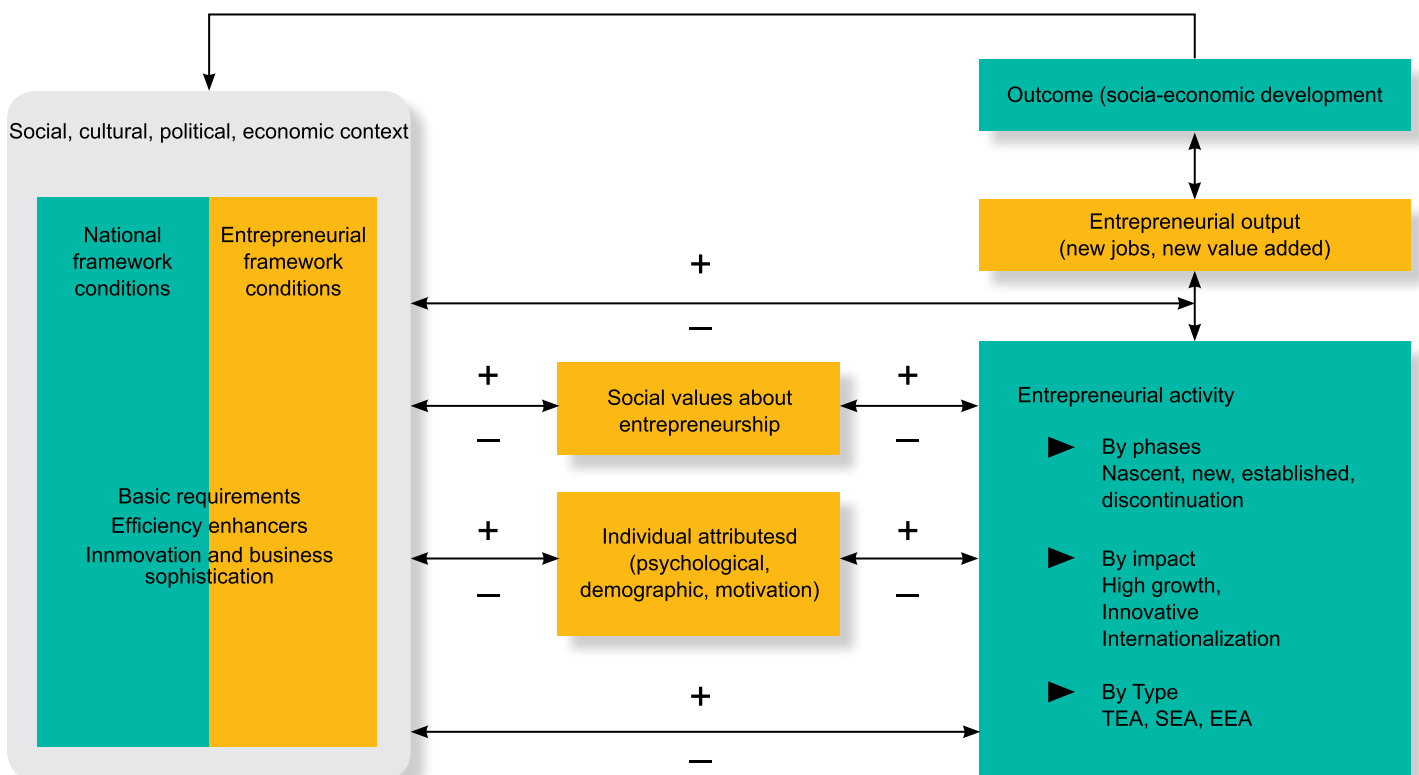 Social, cultural, political, economic context
National
framework
conditions
Entrepreneurial
framework
conditions
Basic requirements
Efficiency enhancers
Innmovation and business
sophistication
+
–
+
–
Social values about
entrepreneurship
+
–
+
–
Individual attributesd
(psychological,
demographic, motivation)
+
–
+
–
Outcome (socia-economic development
Entrepreneurial output
(new jobs, new value added)
Entrepreneurial activity
By phases
Nascent, new, established,
discontinuation
By impact
High growth,
Innovative
Internationalization
By Type
TEA, SEA, EEA